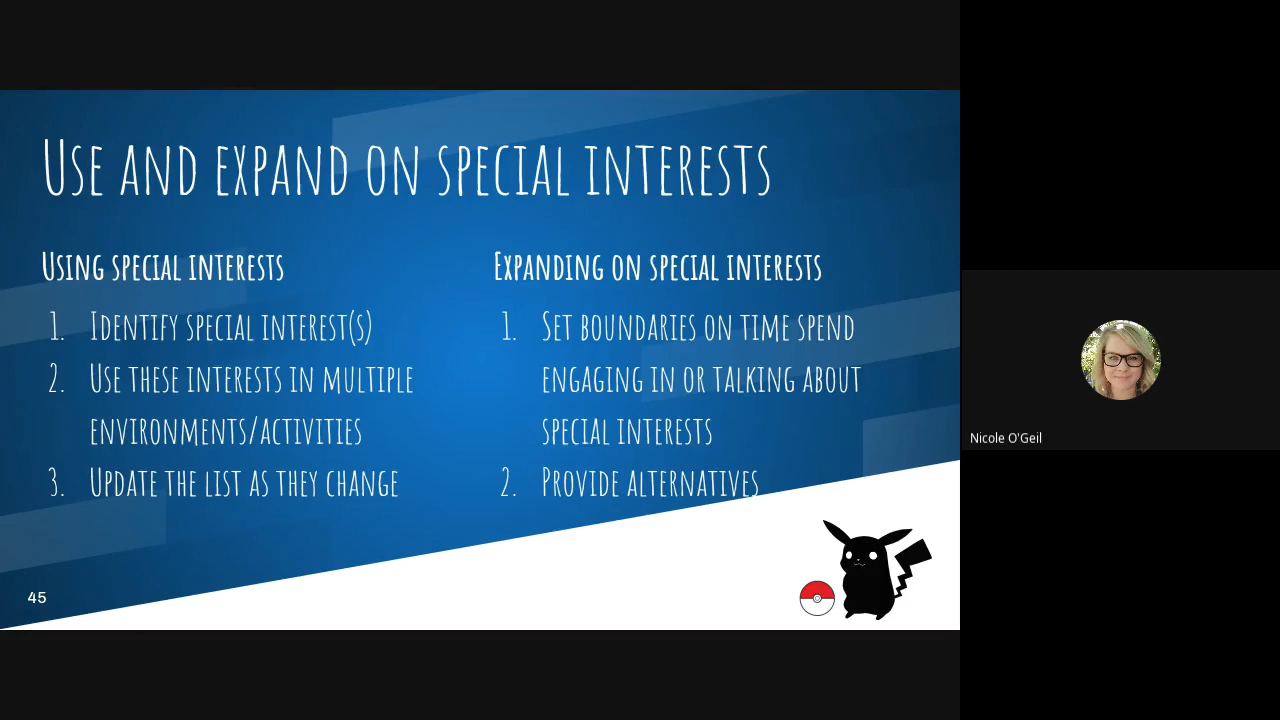 Use and expand on special interests
Using special interests
1. Identify special interest(s)
2. Use these interests in multiple
environments/activities
3. Update the list as they change
Expanding on special interests
1. Set boundaries on time spend
engaging in or talking about
special interests
2. Provide alternatives
45
Nicole O'Geil